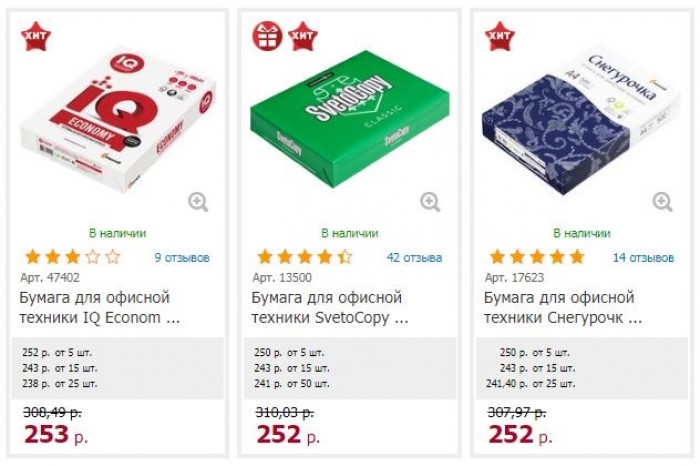 ХИТ
IQ
IQ
ECONOMY
В наличии
9 отзывов
Арт. 47402
Бумага для офисной
техники IQ Econom ...
252 р. от 5 шт.
243 р. от 15 шт.
238 р. от 25 шт.
308,49 р.
253 р.
ХИТ
SvetoCopy
CLASSIC
SvetoCopy
В наличии
42 отзыва
Арт. 13500
Бумага для офисной
техники SvetoCopy ...
250 р. от 5 шт.
243 р. от 15 шт.
241 р. от 50 шт.
310,03 р.
252 р.
ХИТ
Снегурочка
A4
500
В наличии
14 отзывов
Арт. 17623
Бумага для офисной
техники Снегурочк ...
250 р. от 5 шт.
243 р. от 15 шт.
241,40 р. от 25 шт.
307,97 р.
252 р.